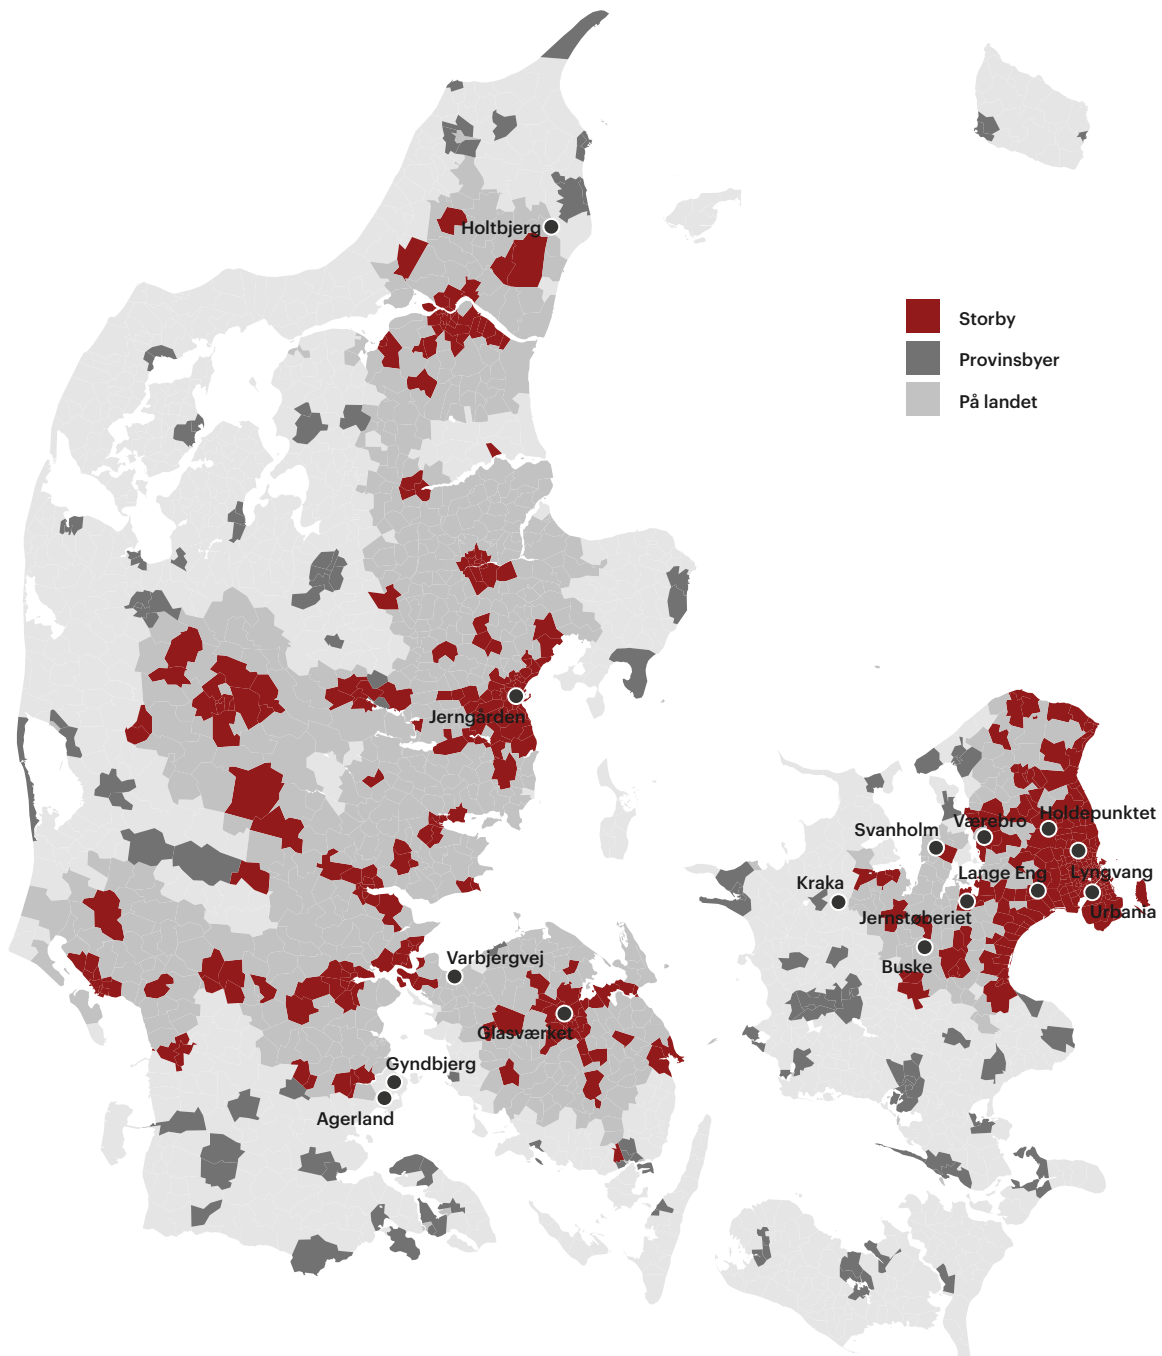 Holtbjerg
Storby
Provinsbyer
På landet
Jerngården
Holdepunktet
Værebro
Svanholm
Lange Eng
Lyngvang
Kraka
Urbania
Jernstøberiet
Buske
Varbjergvej
Glasværket
Gyndbjerg
Agerland